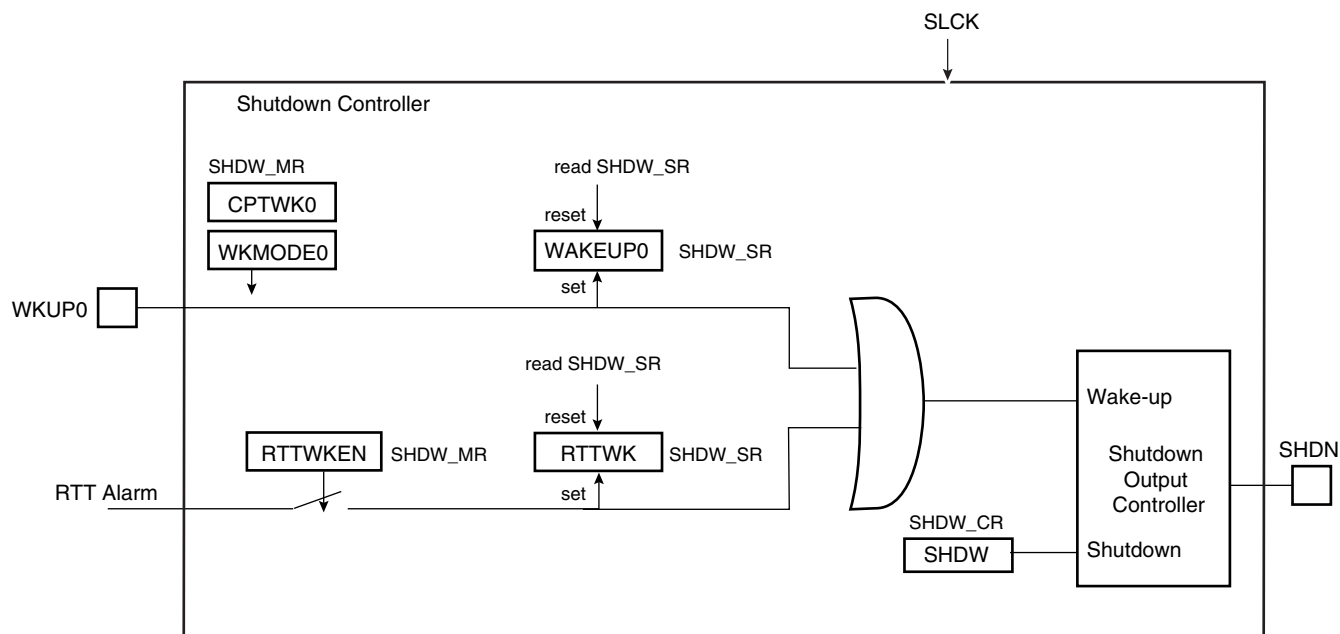 SLCK
Shutdown Controller
SHDW_MR
CPTWK0
WKMODE0
read SHDW_SR
reset
WAKEUP0
SHDW_SR
set
WKUP0
read SHDW_SR
reset
RTTWKEN
SHDW_MR
RTTWK
SHDW_SR
set
RTT Alarm
Wake-up
Shutdown
Output
Controller
SHDN
SHDW_CR
SHDW
Shutdown